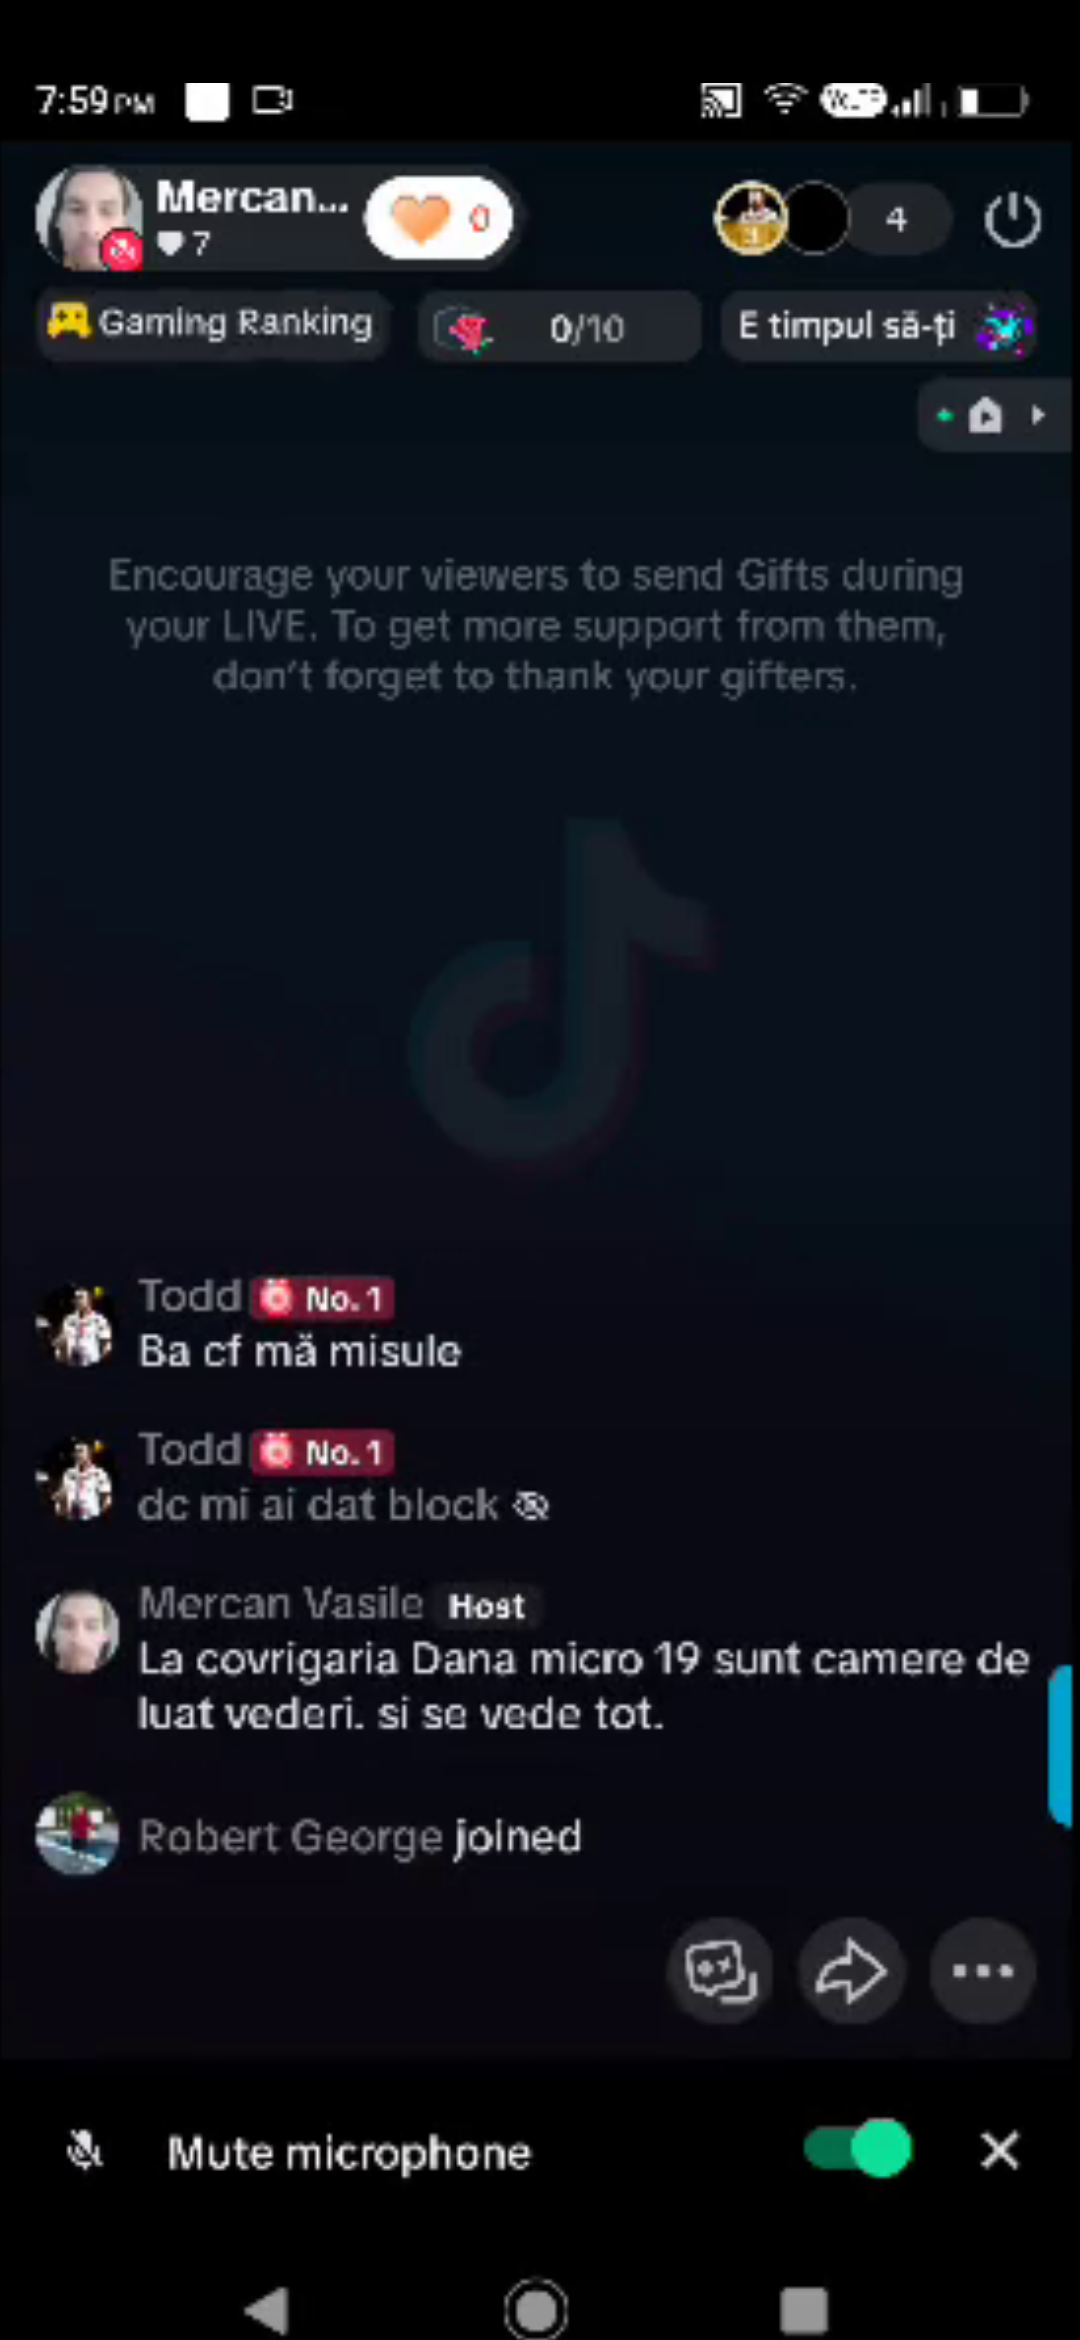 7:59 PM
Mercan...
7
0
4
Gaming Ranking
0/10
E timpul să-ți
Encourage your viewers to send Gifts during
your LIVE. To get more support from them,
don't forget to thank your gifters.
Todd No. 1
Ba cf mă misule
Todd No. 1
dc mi ai dat block
Mercan Vasile Host
La covrigaria Dana micro 19 sunt camere de
luat vederi. si se vede tot.
Robert George joined
Mute microphone